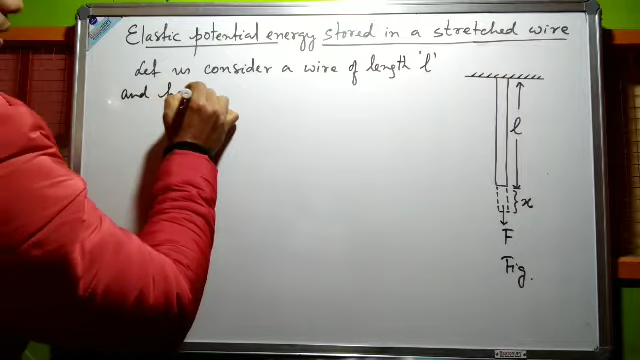 Elastic potential energy stored in a stretched wire
Let us consider a wire of length 'l'
and
l
x
F
Fig.